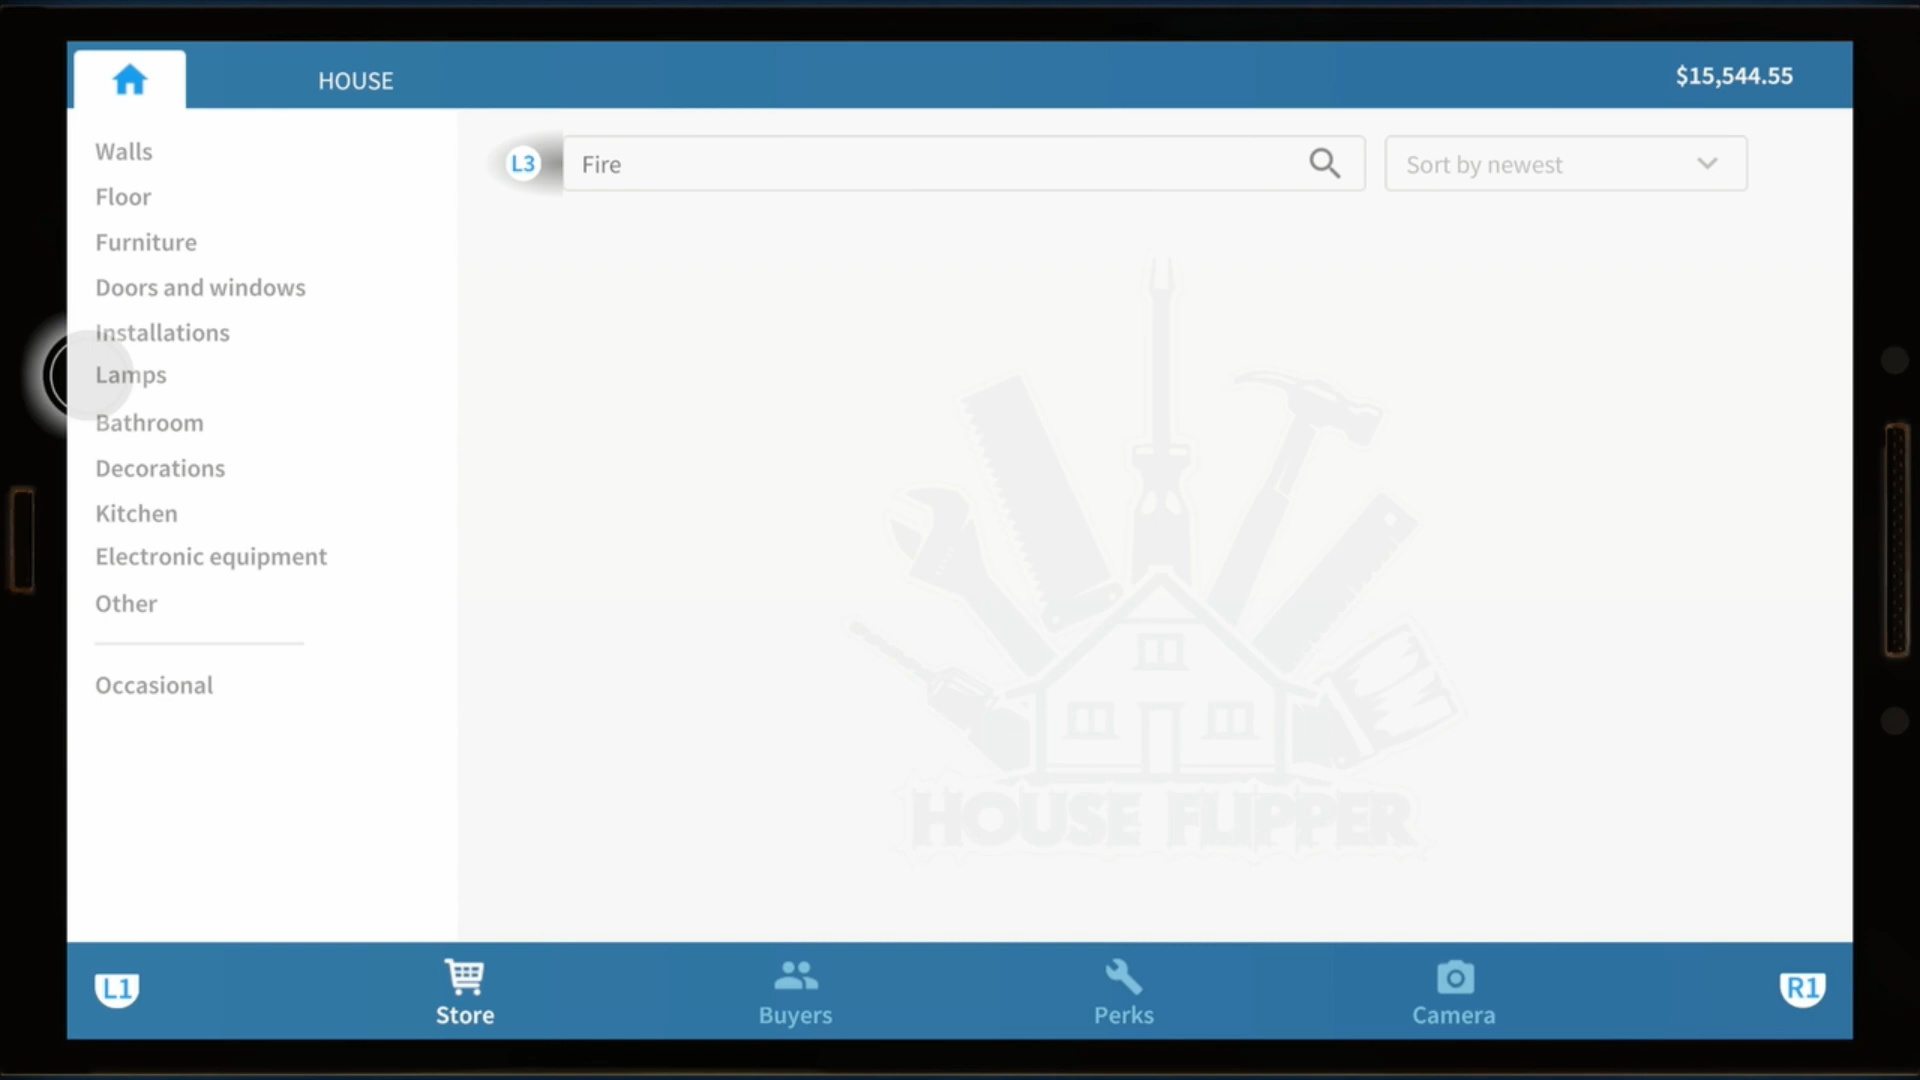 HOUSE
$15,544.55
L3
Fire
Sort by newest
Walls
Floor
Furniture
Doors and windows
Installations
Lamps
Bathroom
Decorations
Kitchen
Electronic equipment
Other
Occasional
HOUSE FLIPPER
L1
Store
Buyers
Perks
Camera
R1